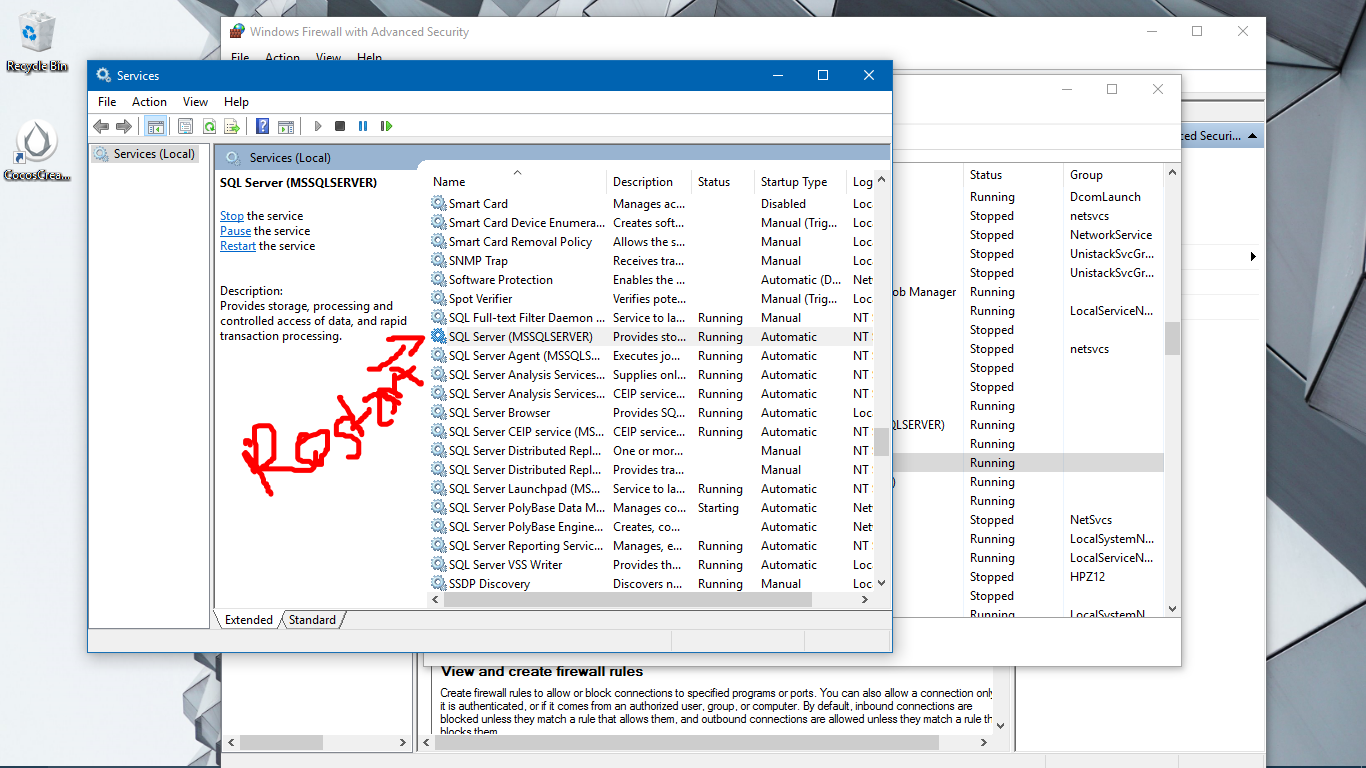 Recycle Bin
CocosCrea...
Windows Firewall with Advanced Security
File Action View Help
Services
File Action View Help
Services (Local)
Services (Local)
SQL Server (MSSQLSERVER)
Stop the service
Pause the service
Restart the service
Description:
Provides storage, processing and
controlled access of data, and rapid
transaction processing.
Name Description Status Startup Type Log
Smart Card Manages ac... Disabled Loc
Smart Card Device Enumera... Creates soft... Manual (Trig... Loc
Smart Card Removal Policy Allows the s... Manual Loc
SNMP Trap Receives tra... Manual Loc
Software Protection Enables the ... Automatic (D... Net
Spot Verifier Verifies pote... Manual (Trig... Loc
SQL Full-text Filter Daemon ... Service to la... Running Manual NT
SQL Server (MSSQLSERVER) Provides sto... Running Automatic NT
SQL Server Agent (MSSQLS... Executes jo... Running Automatic NT
SQL Server Analysis Services... Supplies onl... Running Automatic NT
SQL Server Analysis Services... CEIP service... Running Automatic NT
SQL Server Browser Provides SQ... Automatic Loc
SQL Server CEIP service (MS... CEIP service... Running Automatic NT
SQL Server Distributed Repl... One or mor... Manual NT
SQL Server Distributed Repl... Provides tra... Manual NT
SQL Server Launchpad (MS... Service to la... Running Automatic NT
SQL Server PolyBase Data M... Manages co... Starting Automatic Net
SQL Server PolyBase Engine... Creates, co... Automatic Net
SQL Server Reporting Servic... Manages, e... Running Automatic NT
SQL Server VSS Writer Provides th... Running Automatic Loc
SSDP Discovery Discovers n... Running Manual Loc
Extended Standard
ced Securi...
Status Group
Running DcomLaunch
Stopped netsvcs
Stopped NetworkService
Stopped UnistackSvcGr...
Stopped UnistackSvcGr...
ob Manager Running
Running LocalServiceN...
Stopped
Stopped netsvcs
Stopped
Stopped
Running
QLSERVER) Running
Running
Running
) Running
Running
Stopped NetSvcs
Running LocalSystemN...
Running LocalServiceN...
Stopped HPZ12
Stopped
Running LocalSystemN...
View and create firewall rules
Create firewall rules to allow or block connections to specified programs or ports. You can also allow a connection only
it is authenticated, or if it comes from an authorized user, group, or computer. By default, inbound connections are
blocked unless they match a rule that allows them, and outbound connections are allowed unless they match a rule th
blocks them